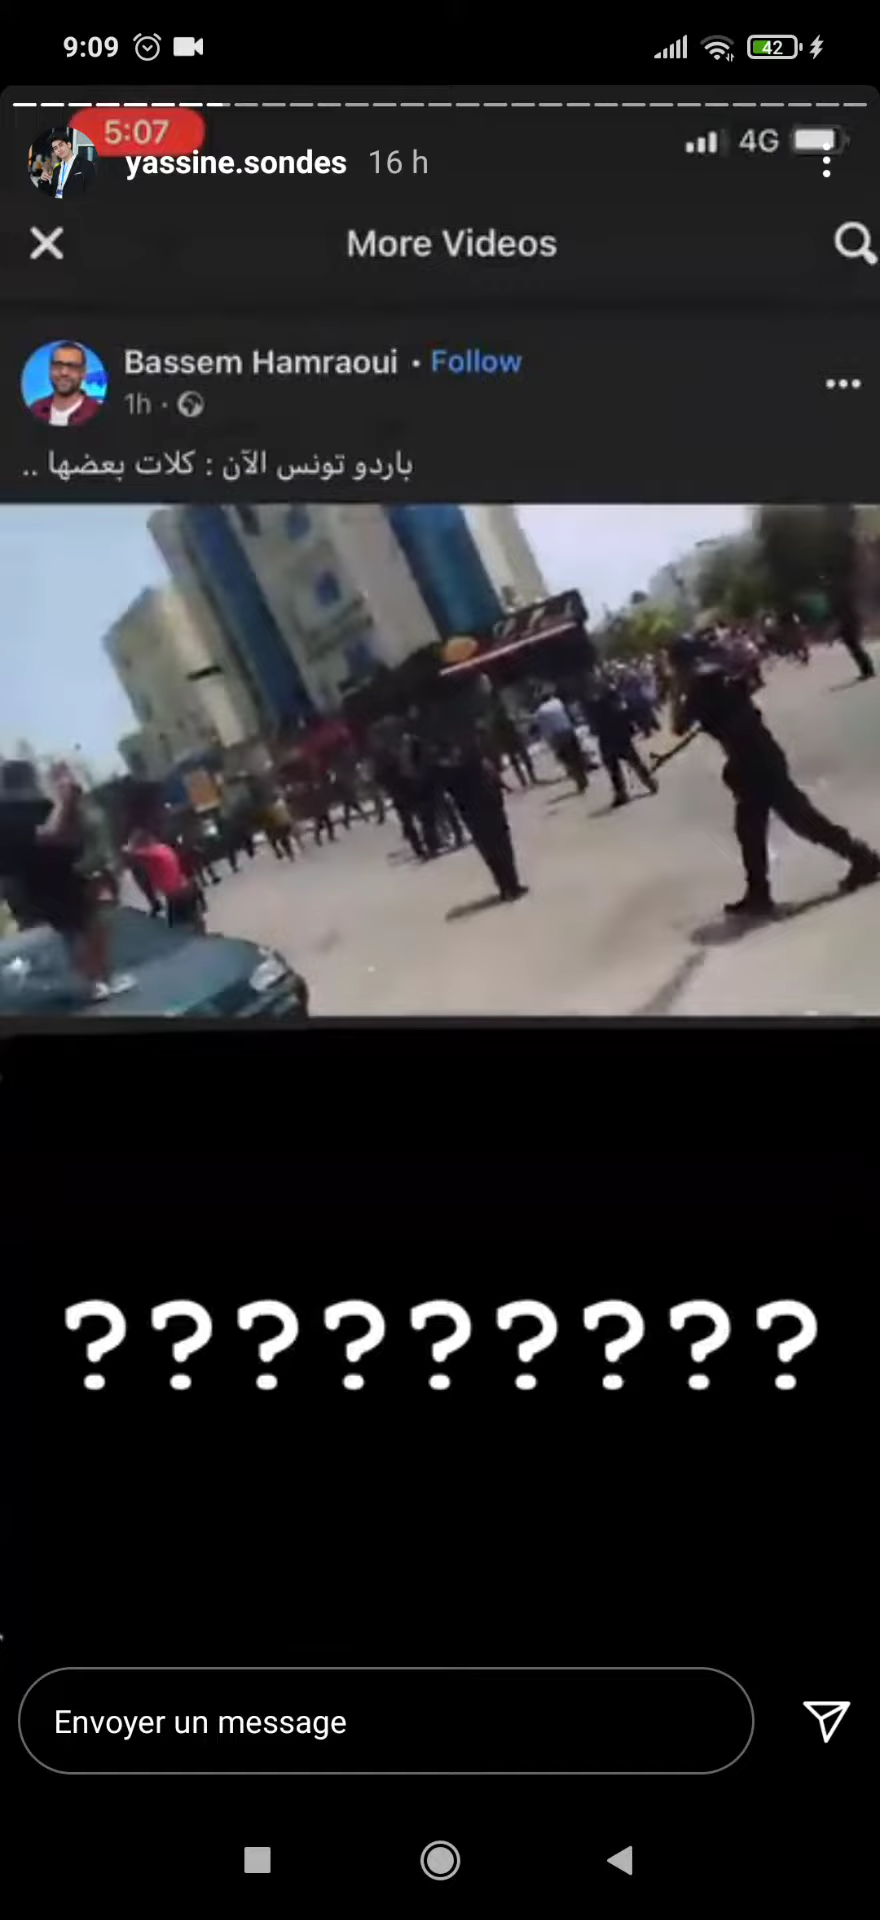 9:09
42
5:07
4G
yassine.sondes 16 h
More Videos
Bassem Hamraoui • Follow
1h ·
باردو تونس الآن : كلات بعضها ..
?????????
Envoyer un message